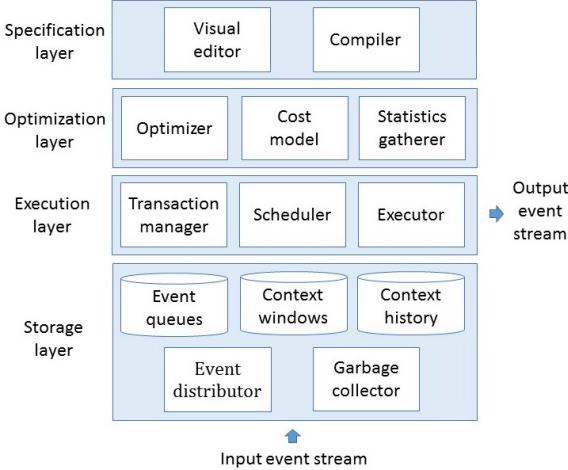 Specification
layer
Visual
editor
Compiler
Optimization
layer
Optimizer
Cost
model
Statistics
gatherer
Execution
layer
Transaction
manager
Scheduler
Executor
Output
event
stream
Storage
layer
Event
queues
Context
windows
Context
history
Event
distributor
Garbage
collector
Input event stream